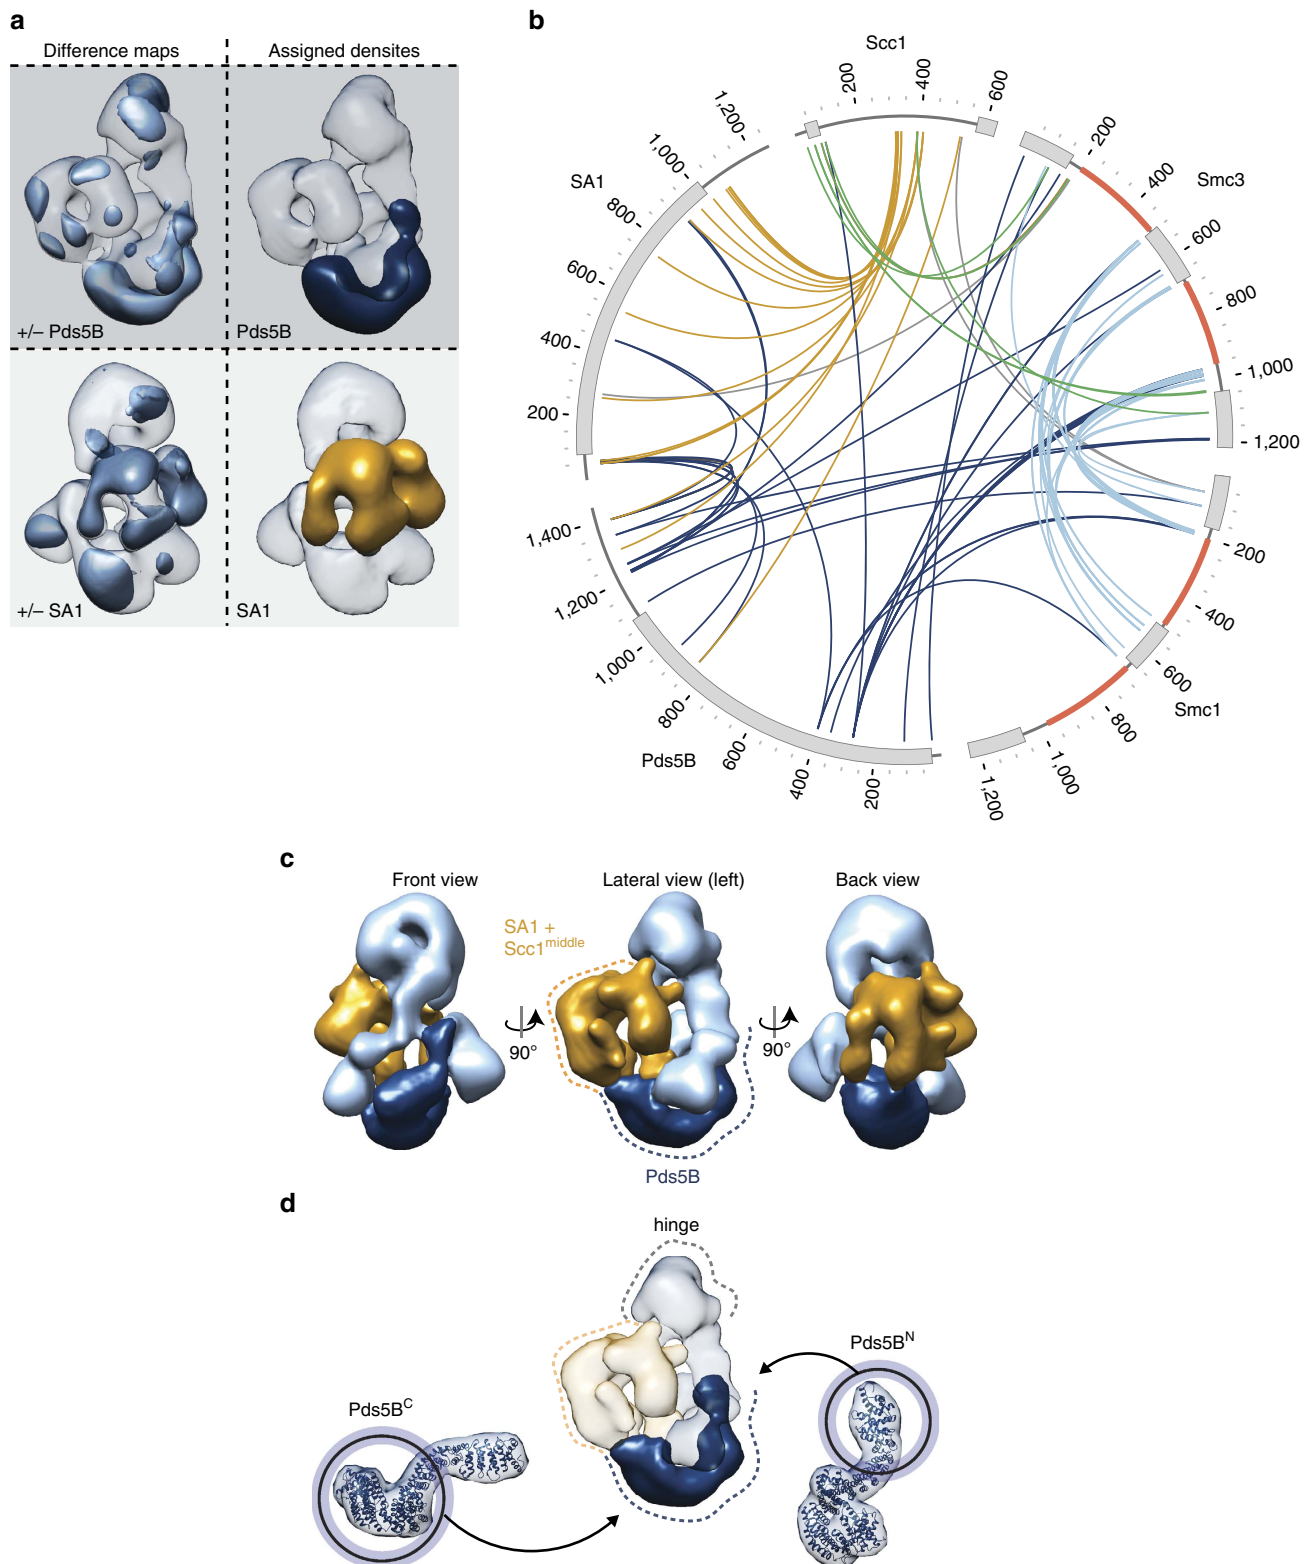 a
Difference maps
Assigned densites
+/– Pds5B
Pds5B
+/– SA1
SA1
b
Scc1
200
400
600
Smc3
200
400
600
800
1,000
1,200
Smc1
200
400
600
800
1,000
1,200
Pds5B
200
400
600
800
1,000
1,200
1,400
SA1
200
400
600
800
1,000
1,200
c
Front view
Lateral view (left)
Back view
SA1 +
Scc1middle
90°
90°
Pds5B
d
hinge
Pds5BN
Pds5BC